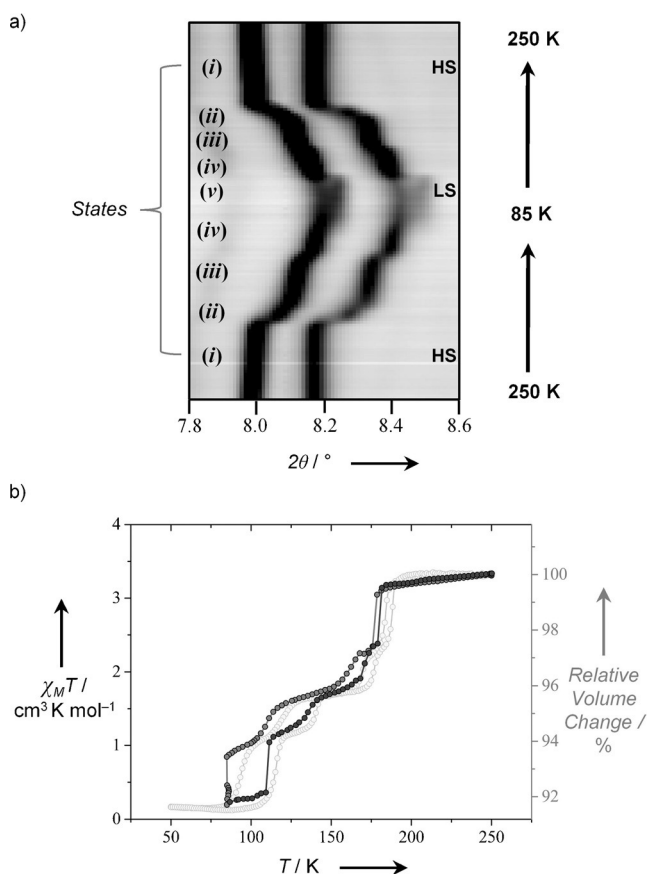 a)
250 K
HS
(i)
(ii)
(iii)
(iv)
(v)
LS
85 K
States
(iv)
(iii)
(ii)
(i)
HS
250 K
7.8 8.0 8.2 8.4 8.6
2θ / °
b)
4
3
2
1
0
χMT /
cm³ K mol⁻¹
100
98
96
94
92
Relative
Volume
Change /
%
50 100 150 200 250
T / K